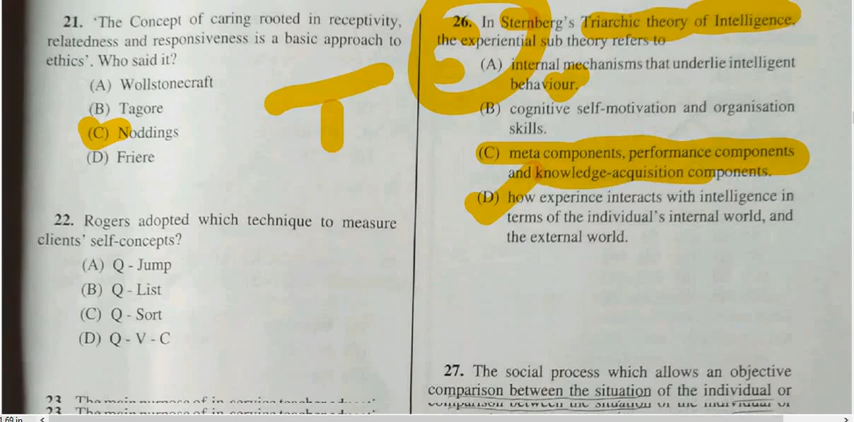 21. 'The Concept of caring rooted in receptivity,
relatedness and responsiveness is a basic approach to
ethics'. Who said it?
(A) Wollstonecraft
(B) Tagore
(C) Noddings
(D) Friere
22. Rogers adopted which technique to measure
clients' self-concepts?
(A) Q - Jump
(B) Q - List
(C) Q - Sort
(D) Q - V - C
23
23
26. In Sternberg's Triarchic theory of Intelligence,
the experiential sub theory refers to
(A) internal mechanisms that underlie intelligent
behaviour.
(B) cognitive self-motivation and organisation
skills.
(C) meta components, performance components
and knowledge-acquisition components.
(D) how experince interacts with intelligence in
terms of the individual's internal world, and
the external world.
27. The social process which allows an objective
comparison between the situation of the individual or
1.69 in